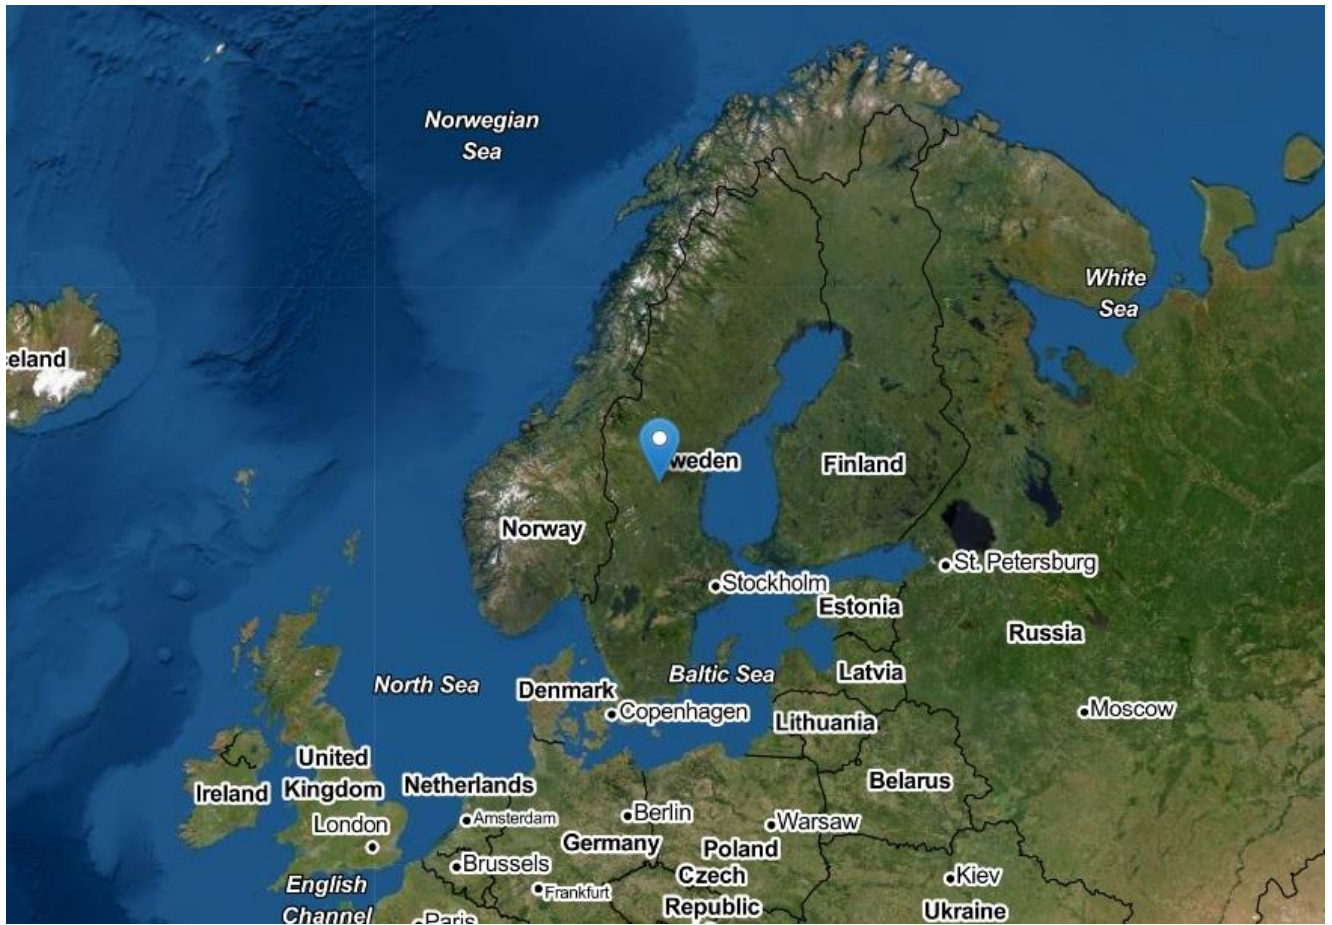 Norwegian
Sea
White
Sea
eland
weden
Finland
Norway
St. Petersburg
Stockholm
Estonia
Russia
Baltic Sea
Latvia
North Sea
Denmark
Copenhagen
Moscow
Lithuania
United
Kingdom
Netherlands
Belarus
Ireland
London
Amsterdam
Berlin
Warsaw
Germany
Poland
Brussels
Czech
Republic
Kiev
English
Channel
Frankfurt
Ukraine
Paris